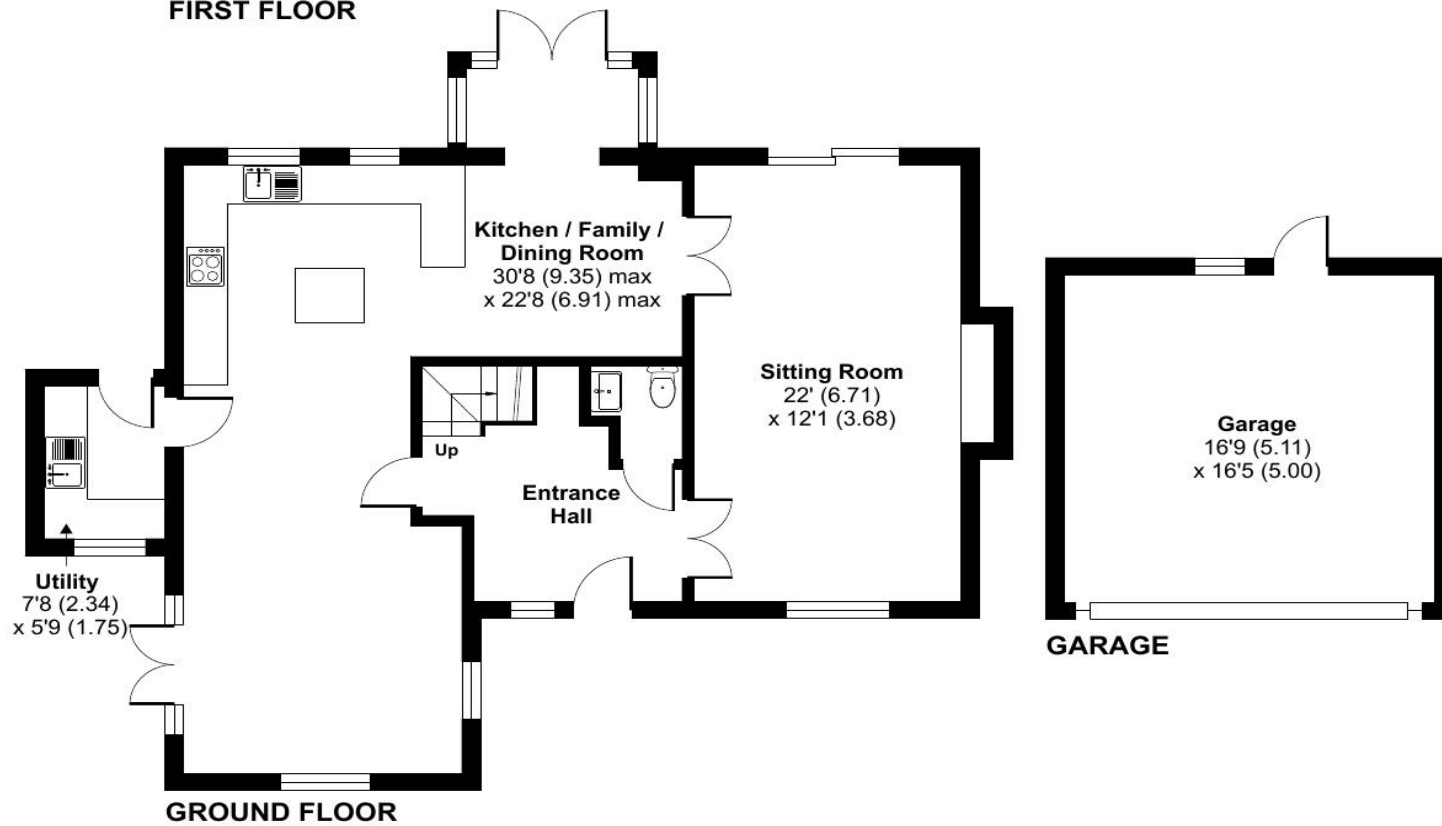 FIRST FLOOR
Kitchen / Family /
Dining Room
30'8 (9.35) max
x 22'8 (6.91) max
Sitting Room
22' (6.71)
x 12'1 (3.68)
Garage
16'9 (5.11)
x 16'5 (5.00)
Up
Entrance
Hall
Utility
7'8 (2.34)
x 5'9 (1.75)
GARAGE
GROUND FLOOR